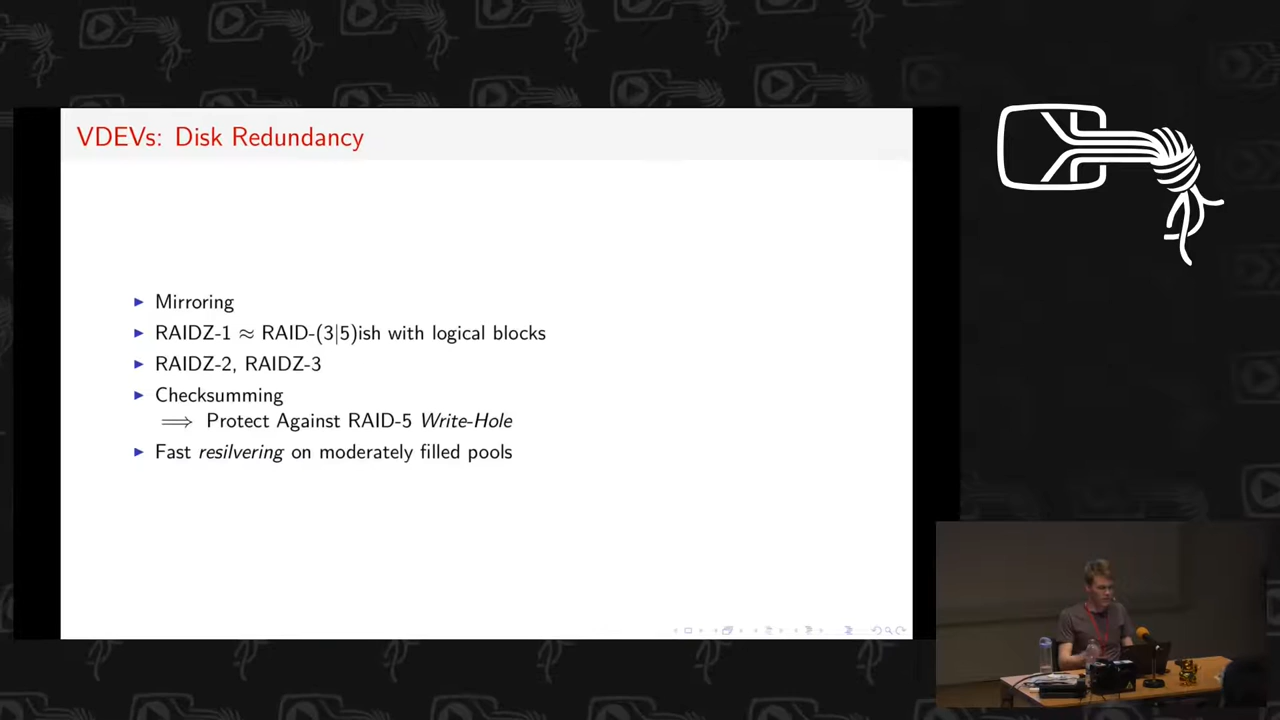 VDEVs: Disk Redundancy
Mirroring
RAIDZ-1 ≈ RAID-(3|5)ish with logical blocks
RAIDZ-2, RAIDZ-3
Checksumming
⟹ Protect Against RAID-5 Write-Hole
Fast resilvering on moderately filled pools